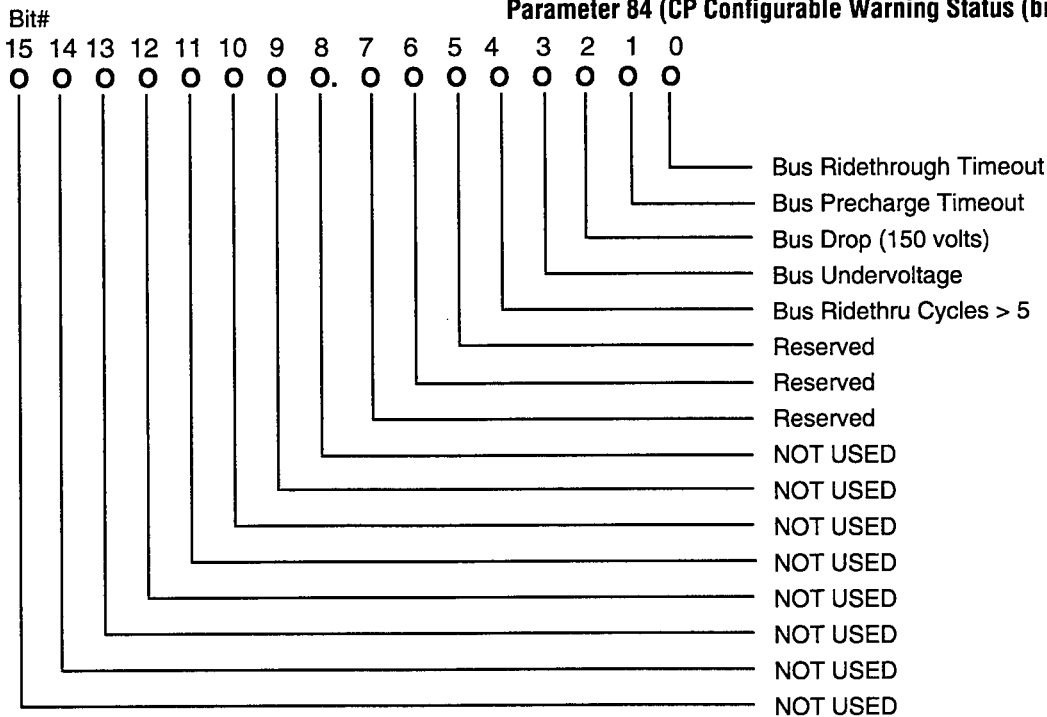 Parameter 84 (CP Configurable Warning Status (
Bit#
15 14 13 12 11 10 9 8 7 6 5 4 3 2 1 0
O O O O O O O O. O O O O O O O O
Bus Ridethrough Timeout
Bus Precharge Timeout
Bus Drop (150 volts)
Bus Undervoltage
Bus Ridethru Cycles > 5
Reserved
Reserved
Reserved
NOT USED
NOT USED
NOT USED
NOT USED
NOT USED
NOT USED
NOT USED
NOT USED